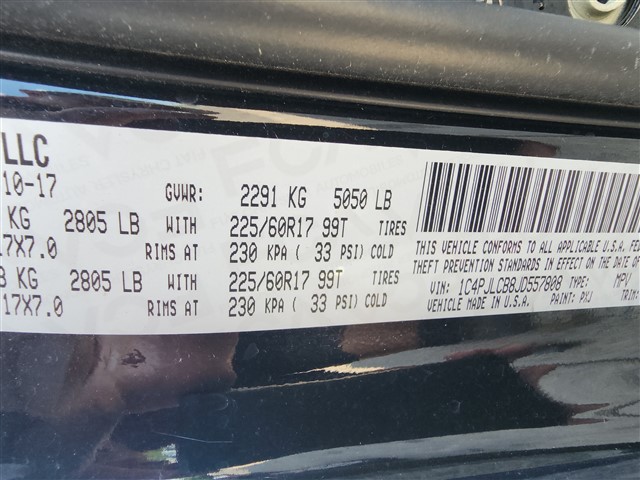 LLC
10-17
GVWR: 2291 KG 5050 LB
KG 2805 LB WITH 225/60R17 99T TIRES
17X7.0 RIMS AT 230 KPA ( 33 PSI) COLD
KG 2805 LB WITH 225/60R17 99T TIRES
17X7.0 RIMS AT 230 KPA ( 33 PSI) COLD
THIS VEHICLE CONFORMS TO ALL APPLICABLE U.S.A. FE
THEFT PREVENTION STANDARDS IN EFFECT ON THE DATE OF
VIN: 1C4PJLCB8JD557808 TYPE: MPV
VEHICLE MADE IN U.S.A. PAINT: PXJ TRIM